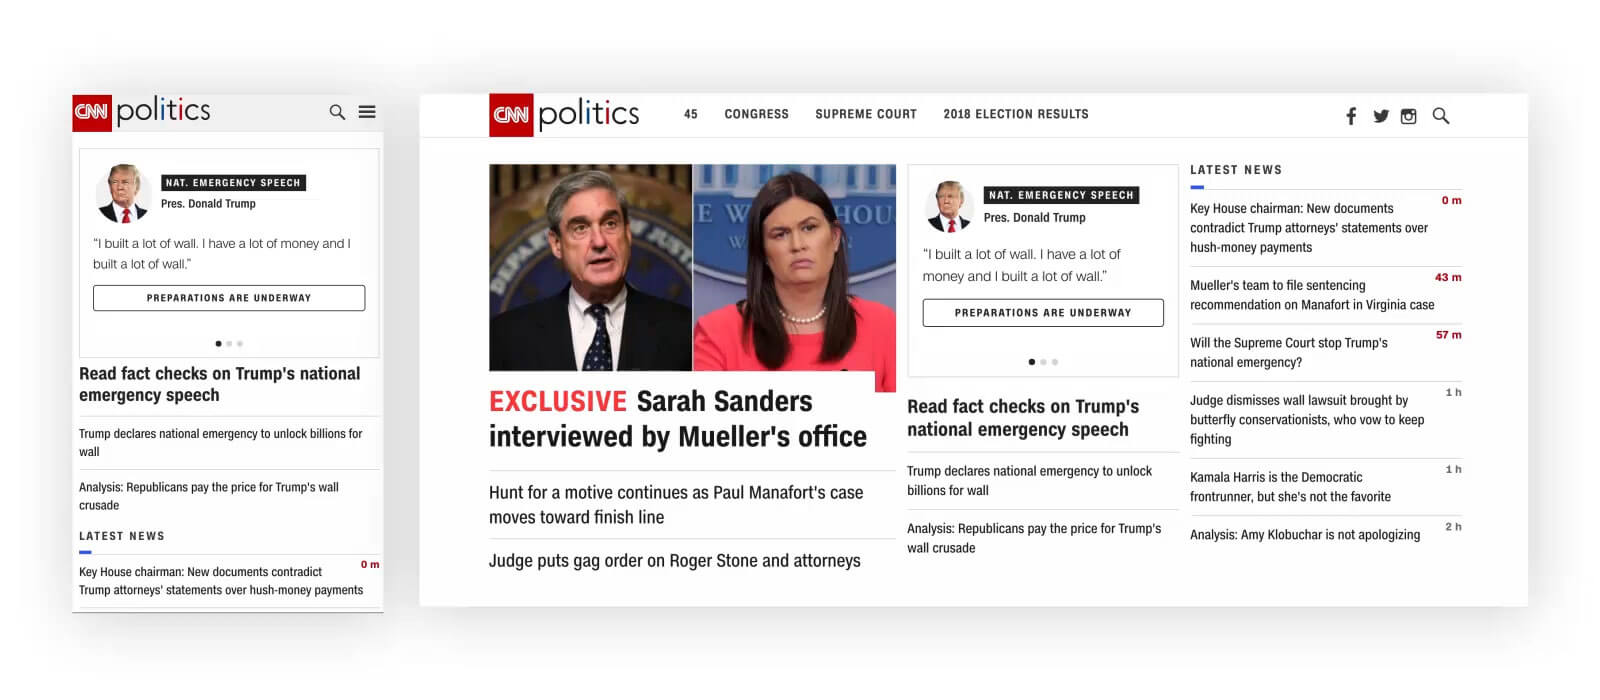 CNN politics
NAT. EMERGENCY SPEECH
Pres. Donald Trump
“I built a lot of wall. I have a lot of money and I
built a lot of wall.”
PREPARATIONS ARE UNDERWAY
Read fact checks on Trump's national
emergency speech
Trump declares national emergency to unlock billions for
wall
Analysis: Republicans pay the price for Trump's wall
crusade
LATEST NEWS
0 m
Key House chairman: New documents contradict
Trump attorneys' statements over hush-money payments
CNN politics
45 CONGRESS SUPREME COURT 2018 ELECTION RESULTS
EXCLUSIVE Sarah Sanders
interviewed by Mueller's office
Hunt for a motive continues as Paul Manafort's case
moves toward finish line
Judge puts gag order on Roger Stone and attorneys
NAT. EMERGENCY SPEECH
Pres. Donald Trump
“I built a lot of wall. I have a lot of
money and I built a lot of wall.”
PREPARATIONS ARE UNDERWAY
Read fact checks on Trump's
national emergency speech
Trump declares national emergency to unlock
billions for wall
Analysis: Republicans pay the price for Trump's
wall crusade
LATEST NEWS
0 m
Key House chairman: New documents
contradict Trump attorneys' statements over
hush-money payments
43 m
Mueller's team to file sentencing
recommendation on Manafort in Virginia case
57 m
Will the Supreme Court stop Trump's
national emergency?
1 h
Judge dismisses wall lawsuit brought by
butterfly conservationists, who vow to keep
fighting
1 h
Kamala Harris is the Democratic
frontrunner, but she's not the favorite
2 h
Analysis: Amy Klobuchar is not apologizing